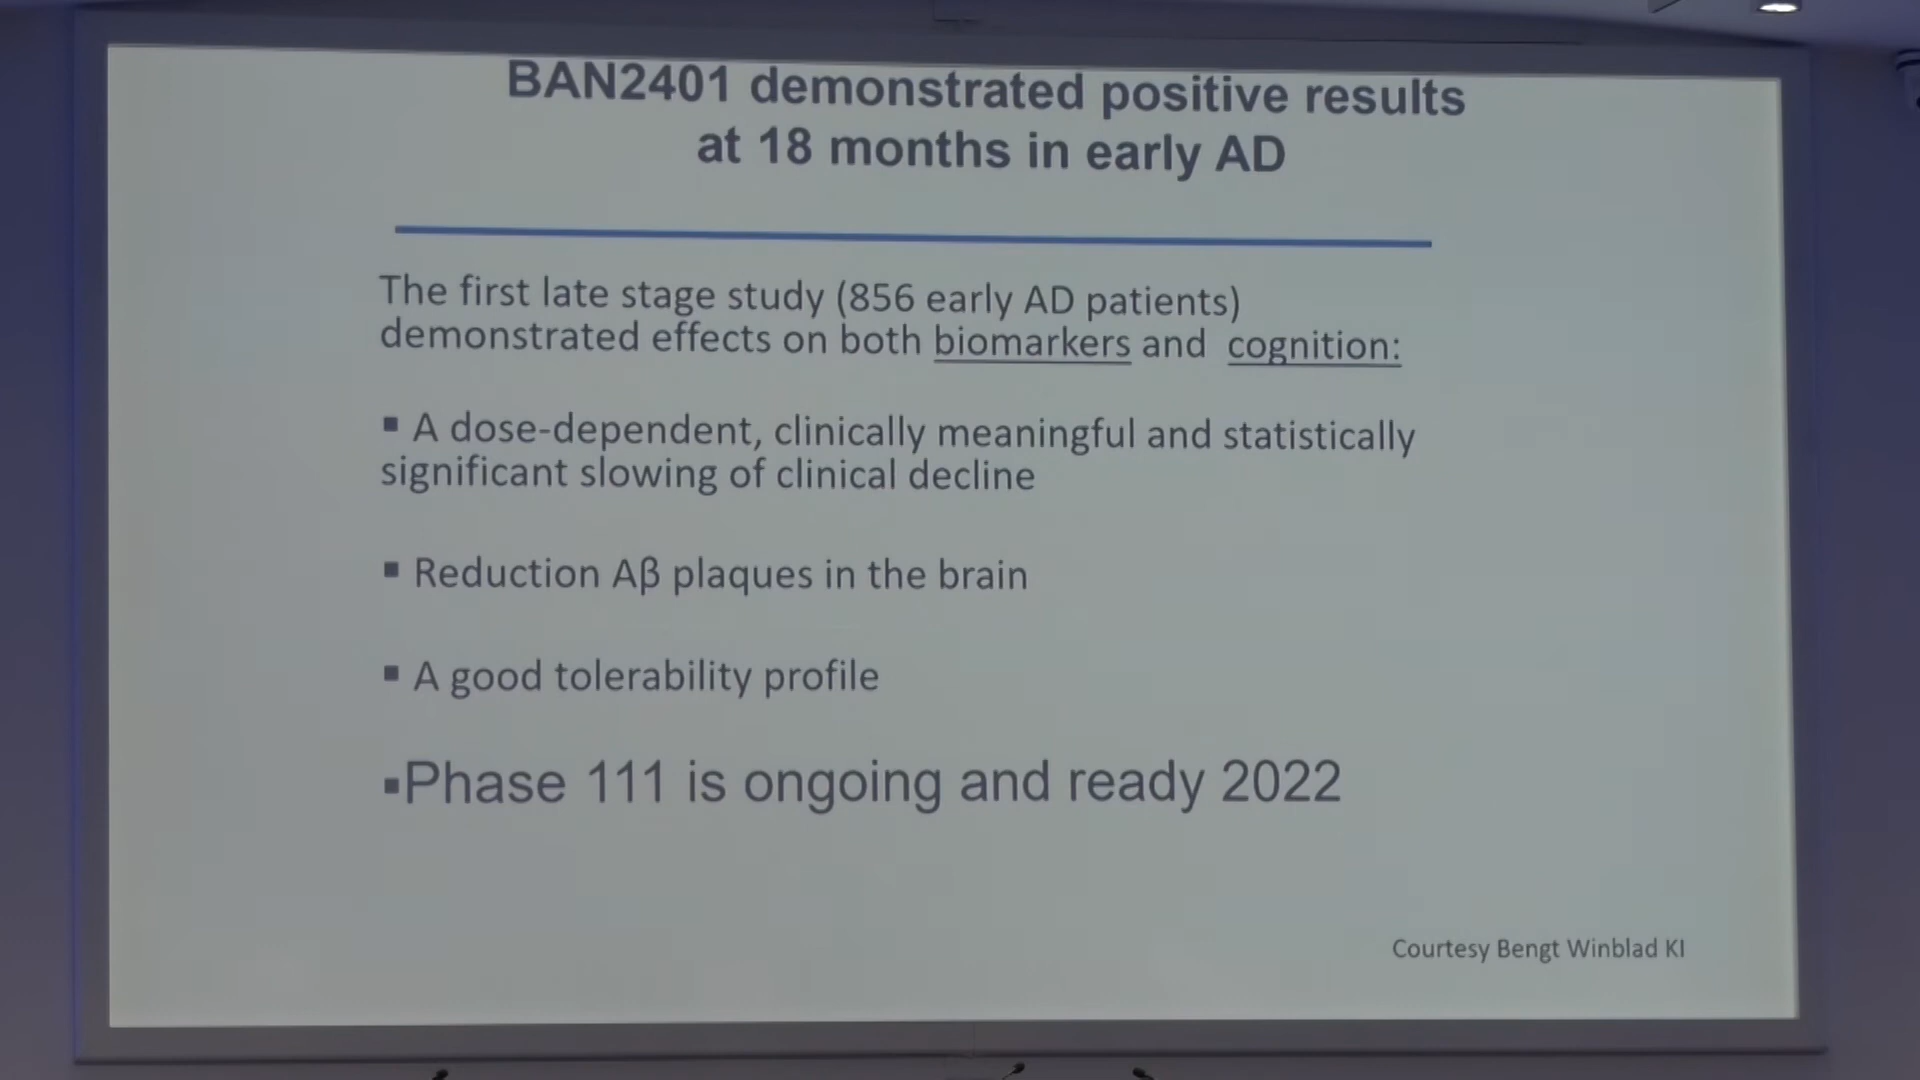 BAN2401 demonstrated positive results
at 18 months in early AD
The first late stage study (856 early AD patients)
demonstrated effects on both biomarkers and cognition:
▪ A dose-dependent, clinically meaningful and statistically
significant slowing of clinical decline
▪ Reduction Aβ plaques in the brain
▪ A good tolerability profile
▪Phase 111 is ongoing and ready 2022
Courtesy Bengt Winblad KI